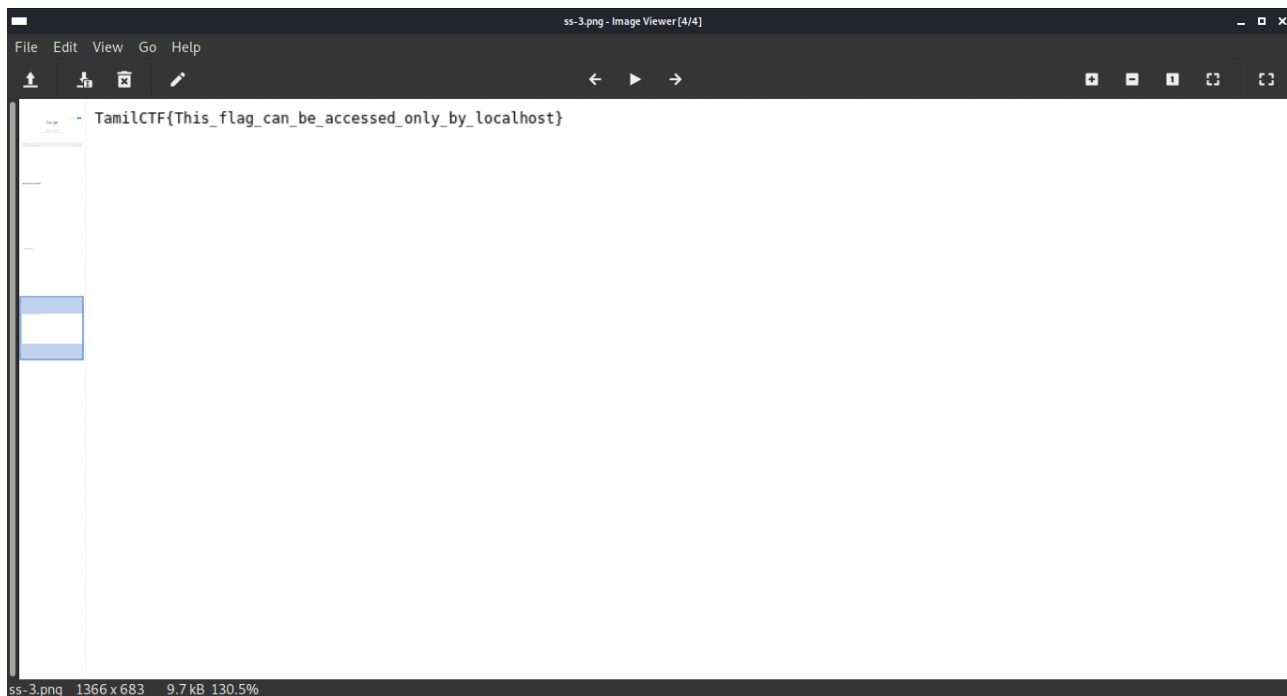 ss-3.png - Image Viewer [4/4]
File Edit View Go Help
TamilCTF{This_flag_can_be_accessed_only_by_localhost}
ss-3.png 1366 x 683 9.7 kB 130.5%